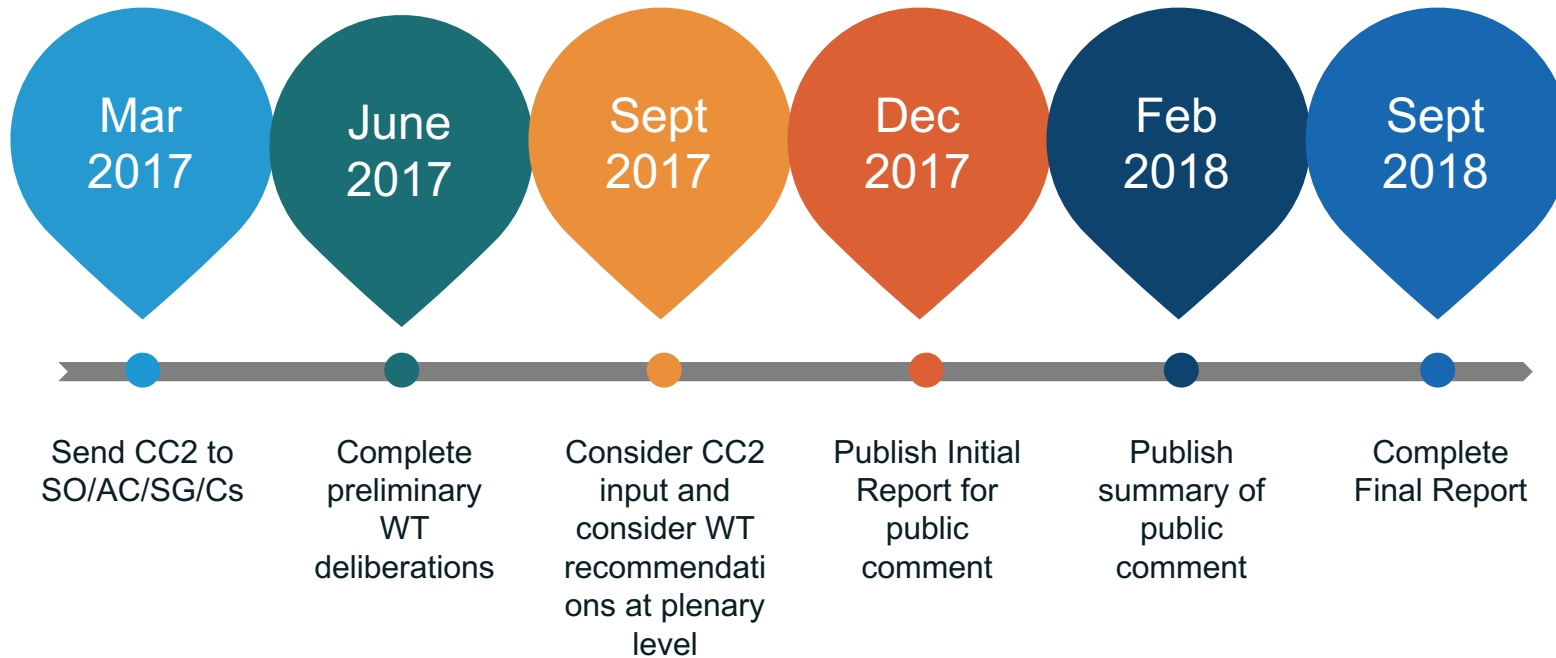 Mar
2017
June
2017
Sept
2017
Dec
2017
Feb
2018
Sept
2018
Send CC2 to
SO/AC/SG/Cs
Complete
preliminary
WT
deliberations
Consider CC2
input and
consider WT
recommendati
ons at plenary
level
Publish Initial
Report for
public
comment
Publish
summary of
public
comment
Complete
Final Report